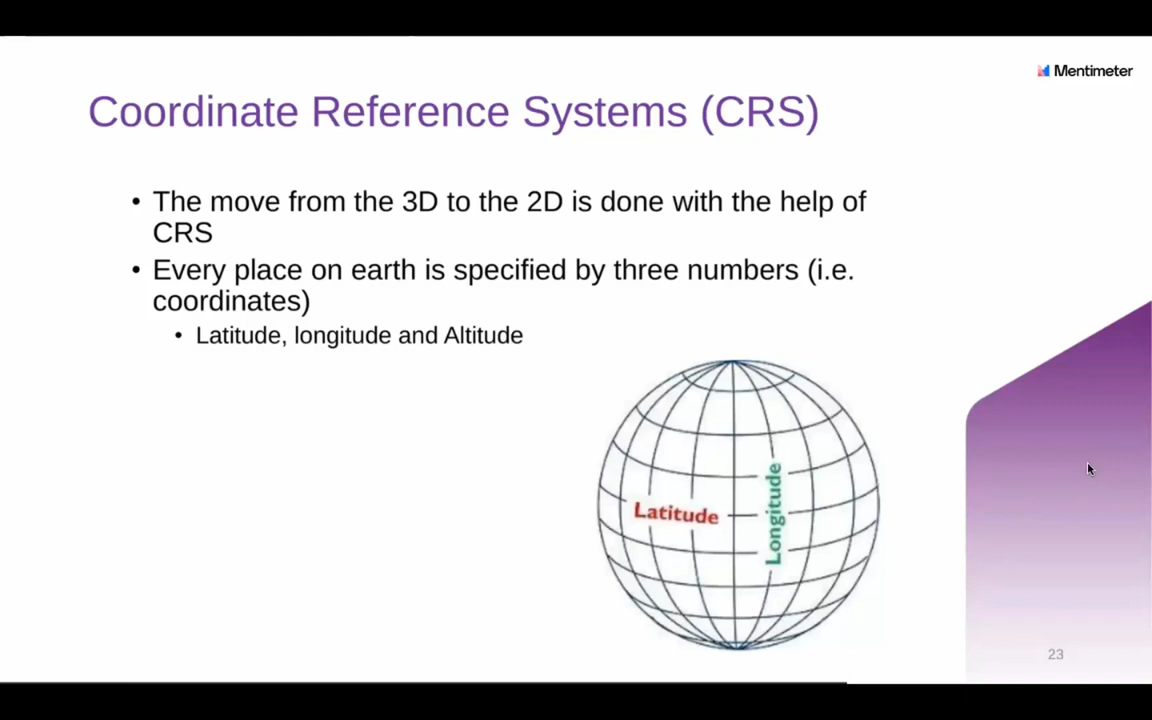 Mentimeter
Coordinate Reference Systems (CRS)
• The move from the 3D to the 2D is done with the help of
CRS
• Every place on earth is specified by three numbers (i.e.
coordinates)
• Latitude, longitude and Altitude
Latitude
Longitude
23